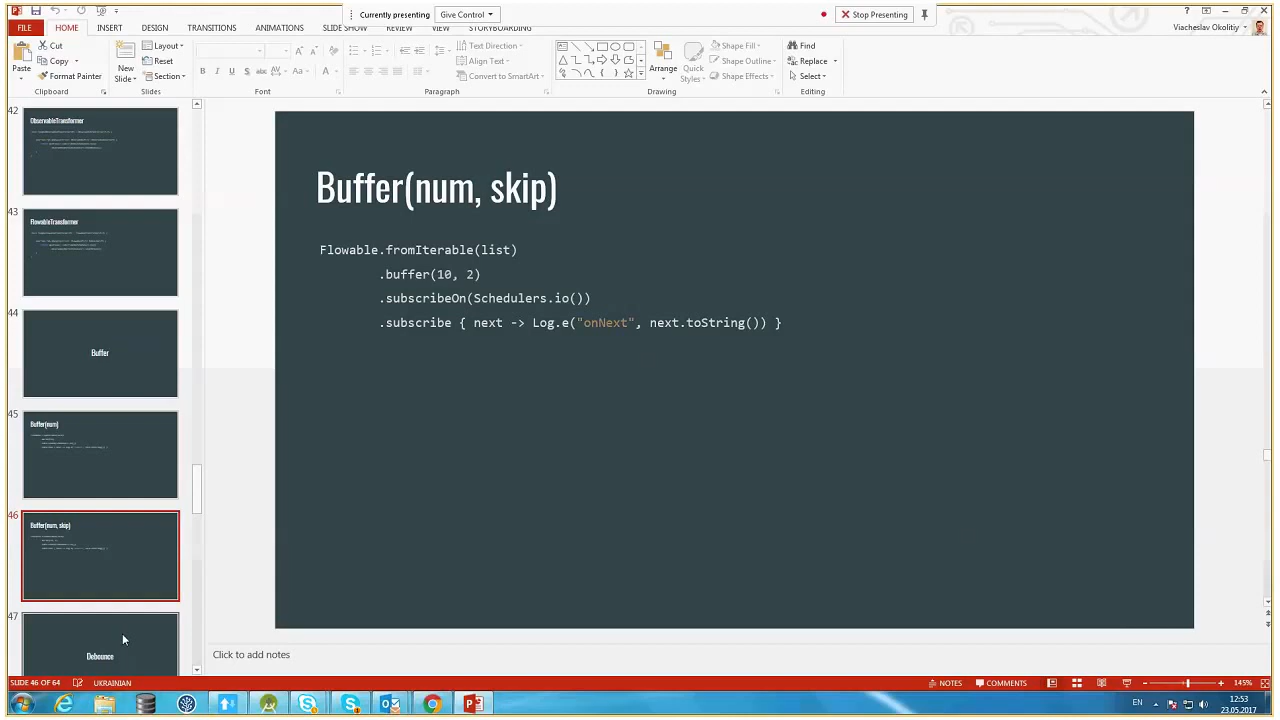 Currently presenting
Give Control
Stop Presenting
Viacheslav Okolitiy
FILE
HOME
INSERT
DESIGN
TRANSITIONS
ANIMATIONS
SLIDE SHOW
REVIEW
VIEW
STORYBOARDING
Paste
Cut
Copy
Format Painter
Clipboard
New
Slide
Layout
Reset
Section
Slides
Font
Text Direction
Align Text
Convert to SmartArt
Paragraph
Arrange
Quick
Styles
Shape Fill
Shape Outline
Shape Effects
Drawing
Find
Replace
Select
Editing
42
ObservableTransformer
43
FlowableTransformer
44
Buffer
45
Buffer(num)
46
Buffer(num, skip)
47
Debounce
Buffer(num, skip)
Flowable.fromIterable(list)
.buffer(10, 2)
.subscribeOn(Schedulers.io())
.subscribe { next -> Log.e("onNext", next.toString()) }
Click to add notes
SLIDE 46 OF 64
UKRAINIAN
NOTES
COMMENTS
145%
EN
12:53
23.05.2017